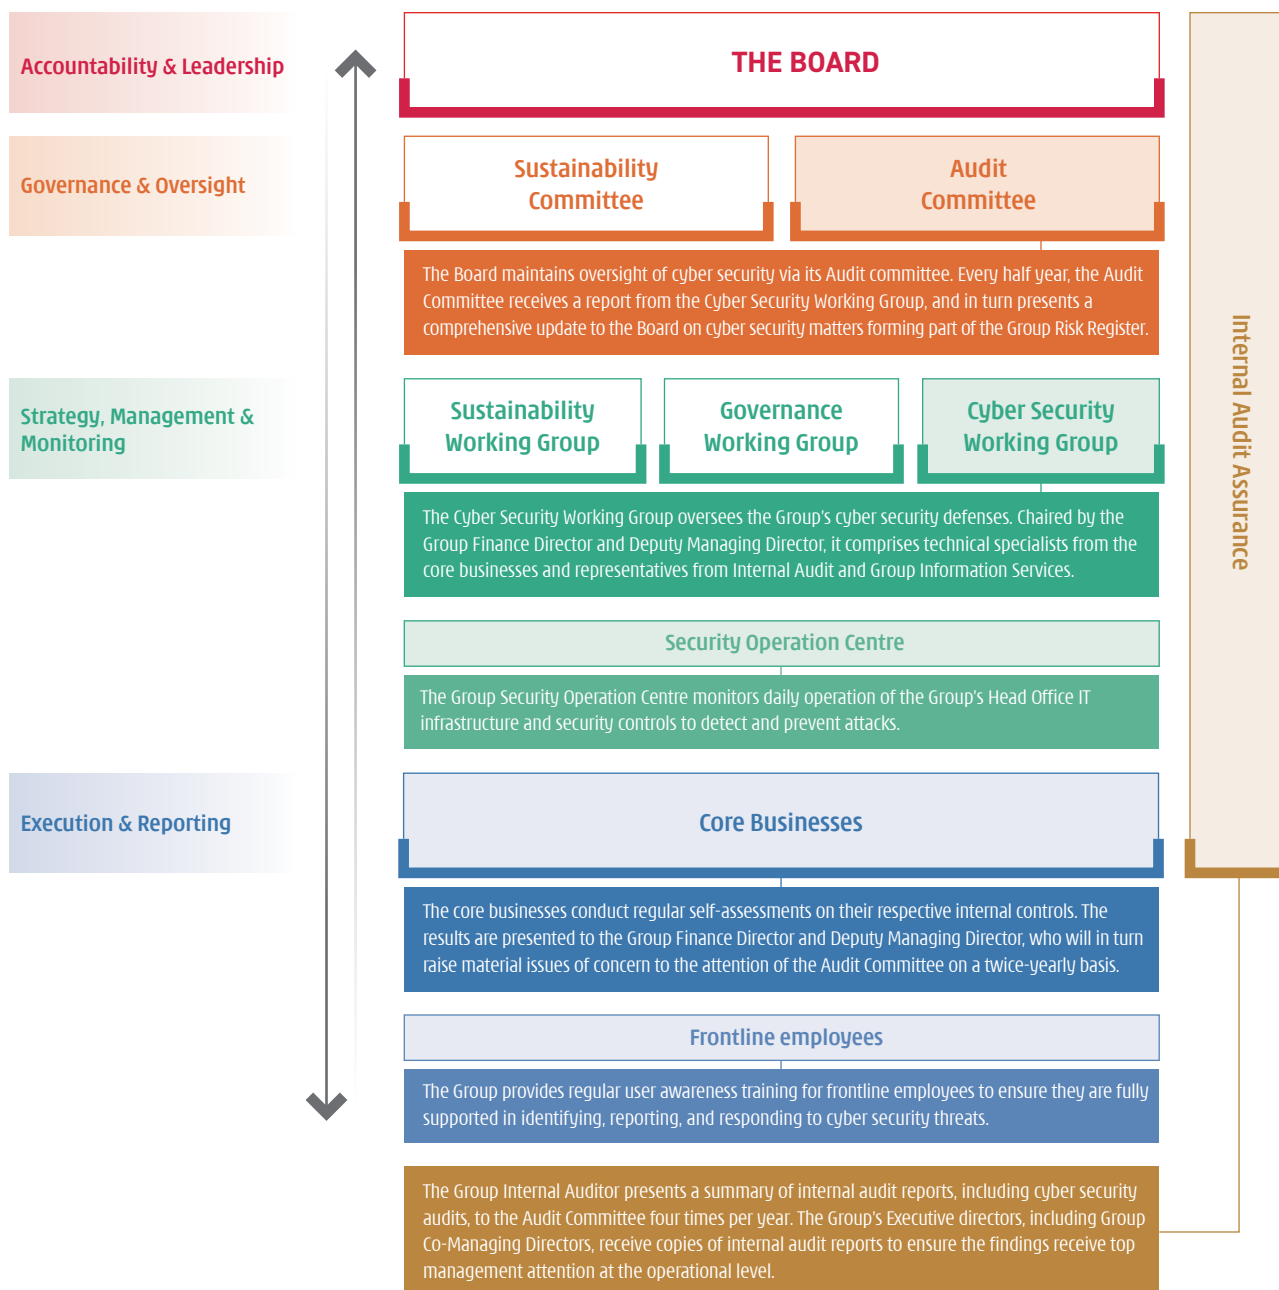 Accountability & Leadership
THE BOARD
Governance & Oversight
Sustainability
Committee
Audit
Committee
The Board maintains oversight of cyber security via its Audit committee. Every half year, the Audit
Committee receives a report from the Cyber Security Working Group, and in turn presents a
comprehensive update to the Board on cyber security matters forming part of the Group Risk Register.
Strategy, Management &
Monitoring
Sustainability
Working Group
Governance
Working Group
Cyber Security
Working Group
The Cyber Security Working Group oversees the Group's cyber security defenses. Chaired by the
Group Finance Director and Deputy Managing Director, it comprises technical specialists from the
core businesses and representatives from Internal Audit and Group Information Services.
Security Operation Centre
The Group Security Operation Centre monitors daily operation of the Group's Head Office IT
infrastructure and security controls to detect and prevent attacks.
Execution & Reporting
Core Businesses
The core businesses conduct regular self-assessments on their respective internal controls. The
results are presented to the Group Finance Director and Deputy Managing Director, who will in turn
raise material issues of concern to the attention of the Audit Committee on a twice-yearly basis.
Frontline employees
The Group provides regular user awareness training for frontline employees to ensure they are fully
supported in identifying, reporting, and responding to cyber security threats.
Internal Audit Assurance
The Group Internal Auditor presents a summary of internal audit reports, including cyber security
audits, to the Audit Committee four times per year. The Group's Executive directors, including Group
Co-Managing Directors, receive copies of internal audit reports to ensure the findings receive top
management attention at the operational level.